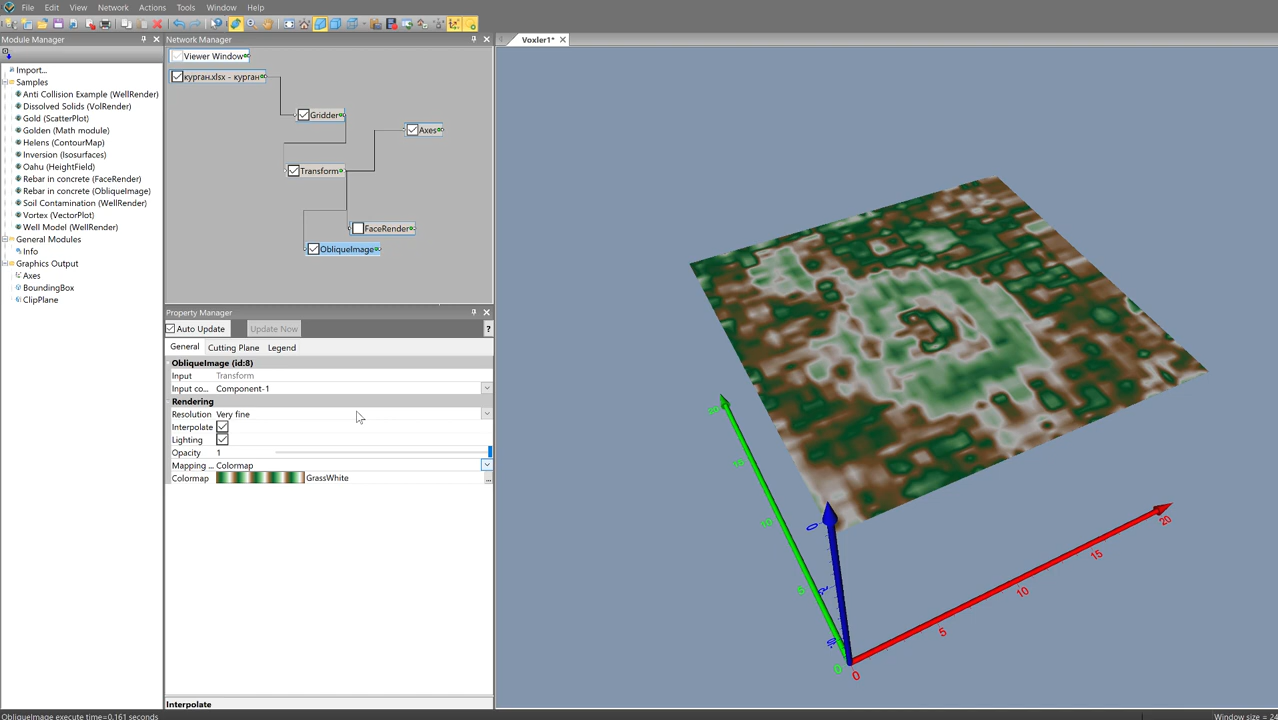 File Edit View Network Actions Tools Window Help
Module Manager
Import...
Samples
Anti Collision Example (WellRender)
Dissolved Solids (VolRender)
Gold (ScatterPlot)
Golden (Math module)
Helens (ContourMap)
Inversion (Isosurfaces)
Oahu (HeightField)
Rebar in concrete (FaceRender)
Rebar in concrete (ObliqueImage)
Soil Contamination (WellRender)
Vortex (VectorPlot)
Well Model (WellRender)
General Modules
Info
Graphics Output
Axes
BoundingBox
ClipPlane
Network Manager
Viewer Window
курган.xlsx - курган
Gridder
Axes
Transform
FaceRender
ObliqueImage
Property Manager
Auto Update Update Now ?
General Cutting Plane Legend
ObliqueImage (id:8)
Input Transform
Input co... Component-1
Rendering
Resolution Very fine
Interpolate
Lighting
Opacity 1
Mapping ... Colormap
Colormap GrassWhite ...
Interpolate
Voxler1*
0
10
5
0
0
5
10
15
20
ObliqueImage execute time=0,161 seconds
Window size = 24